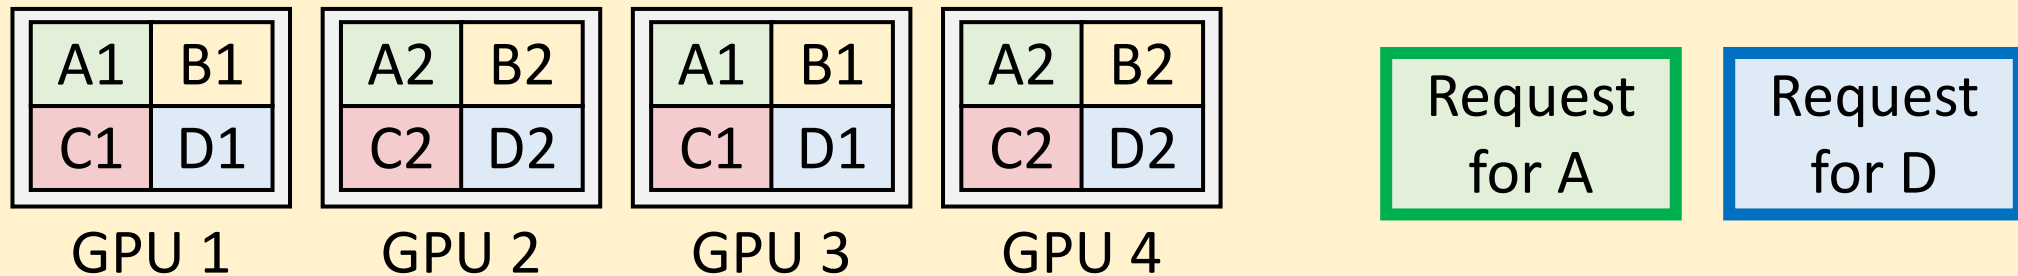 A1 B1 A2 B2 A1 B1 A2 B2
C1 D1 C2 D2 C1 D1 C2 D2
GPU 1 GPU 2 GPU 3 GPU 4
Request
for A
Request
for D